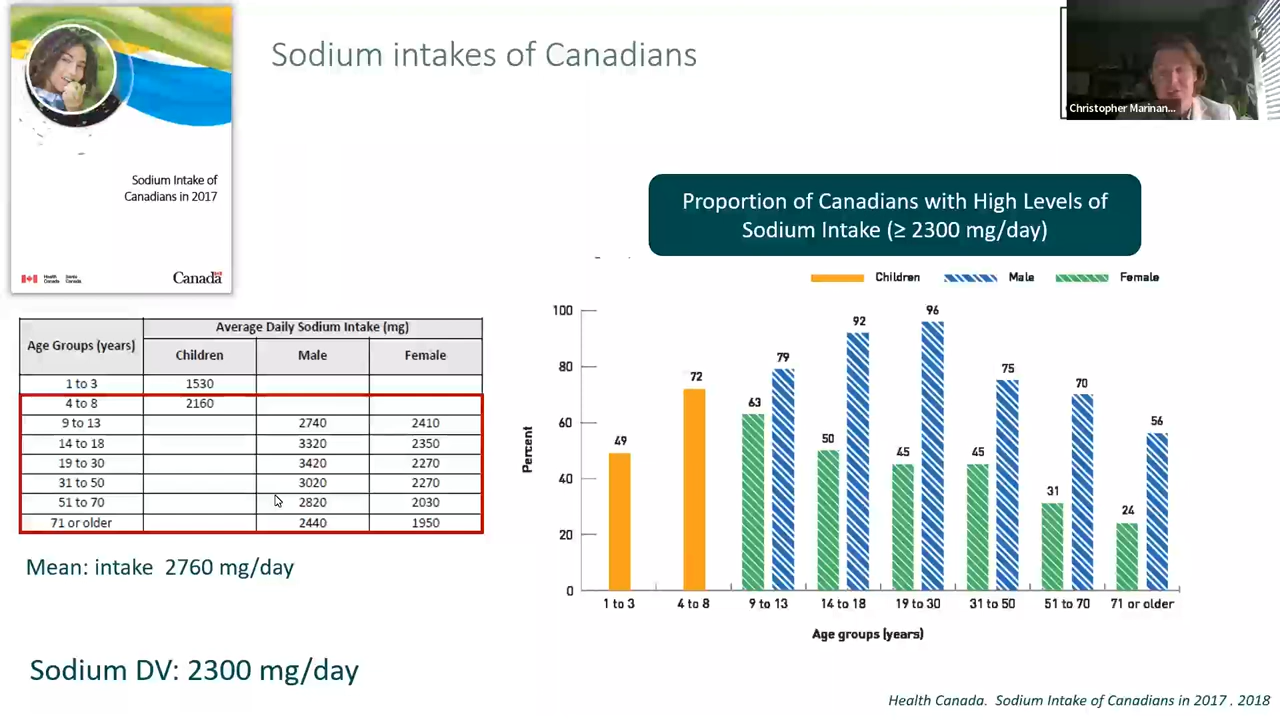 Sodium intakes of Canadians
Christopher Marinan...
Sodium Intake of
Canadians in 2017
Health
Canada
Santé
Canada
Canada
Proportion of Canadians with High Levels of
Sodium Intake (≥ 2300 mg/day)
Age Groups (years) Average Daily Sodium Intake (mg)
Children Male Female
1 to 3 1530
4 to 8 2160
9 to 13 2740 2410
14 to 18 3320 2350
19 to 30 3420 2270
31 to 50 3020 2270
51 to 70 2820 2030
71 or older 2440 1950
Mean: intake 2760 mg/day
Sodium DV: 2300 mg/day
Children Male Female
Percent
100
80
60
40
20
0
49
72
63
79
50
92
45
96
45
75
31
70
24
56
1 to 3 4 to 8 9 to 13 14 to 18 19 to 30 31 to 50 51 to 70 71 or older
Age groups (years)
Health Canada. Sodium Intake of Canadians in 2017 . 2018